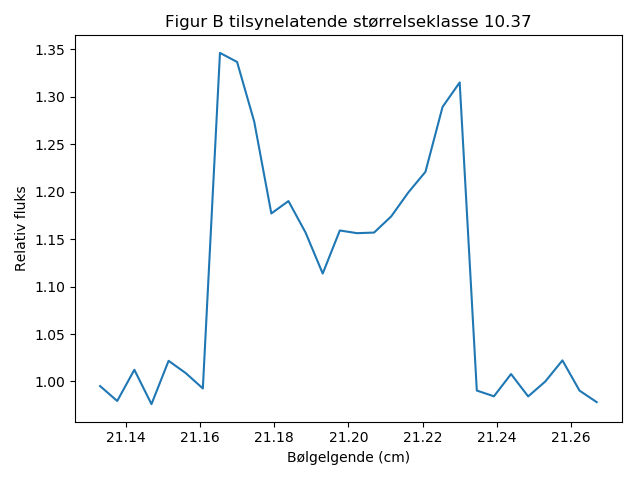 Figur B tilsynelatende størrelseklasse 10.37
1.35
1.30
1.25
1.20
1.15
1.10
1.05
1.00
Relativ fluks
21.14 21.16 21.18 21.20 21.22 21.24 21.26
Bølgelgende (cm)